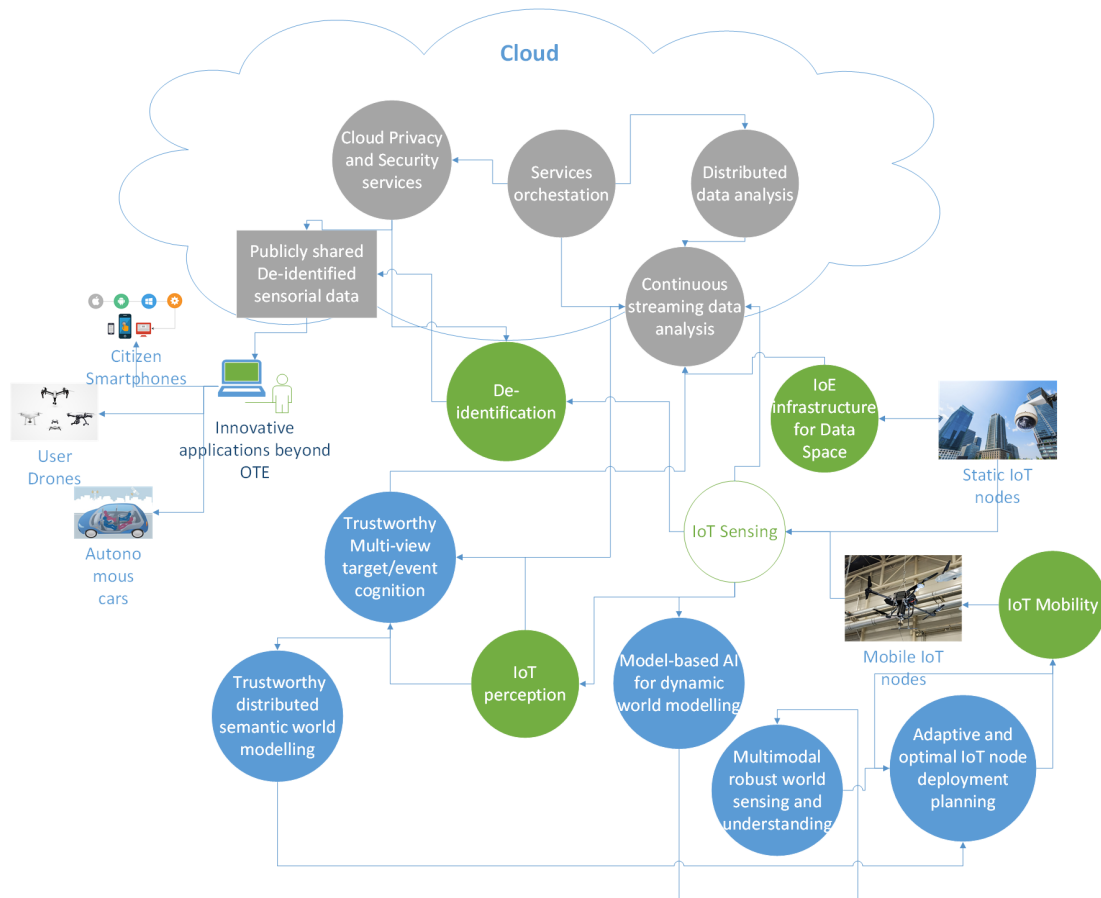 Cloud
Cloud Privacy
and Security
services
Services
orchestation
Distributed
data analysis
Publicly shared
De-identified
sensorial data
Continuous
streaming data
analysis
Citizen
Smartphones
De-
identification
IoE
infrastructure
for Data
Space
User
Drones
Innovative
applications beyond
OTE
Static IoT
nodes
Autono
mous
cars
Trustworthy
Multi-view
target/event
cognition
IoT Sensing
IoT Mobility
Mobile IoT
nodes
IoT
perception
Model-based AI
for dynamic
world modelling
Trustworthy
distributed
semantic world
modelling
Multimodal
robust world
sensing and
understanding
Adaptive and
optimal IoT node
deployment
planning